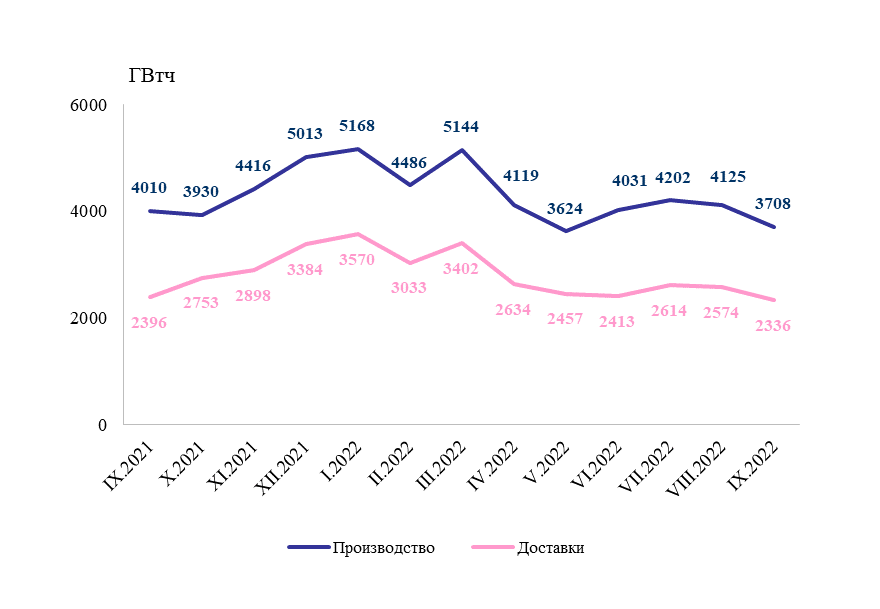 ГВтч
6000
4000
2000
0
4010 3930 4416 5013 5168 4486 5144 4119 3624 4031 4202 4125 3708
2396 2753 2898 3384 3570 3033 3402 2634 2457 2413 2614 2574 2336
IX.2021 X.2021 XI.2021 XII.2021 I.2022 II.2022 III.2022 IV.2022 V.2022 VI.2022 VII.2022 VIII.2022 IX.2022
Производство Доставки